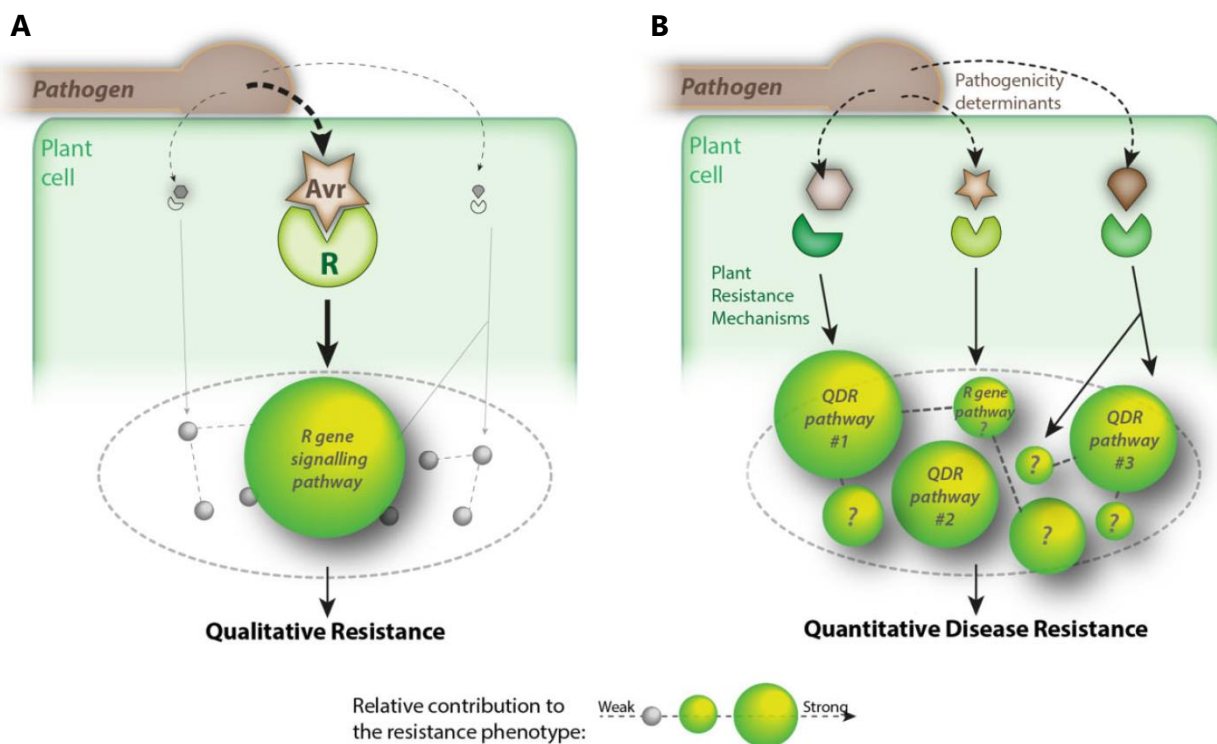 A
Pathogen
Plant
cell
Avr
R
R gene
signalling
pathway
Qualitative Resistance
B
Pathogen
Pathogenicity
determinants
Plant
cell
Plant
Resistance
Mechanisms
QDR
pathway
#1
R gene
pathway
?
QDR
pathway
#2
?
?
?
QDR
pathway
#3
?
Quantitative Disease Resistance
Relative contribution to
the resistance phenotype:
Weak
Strong